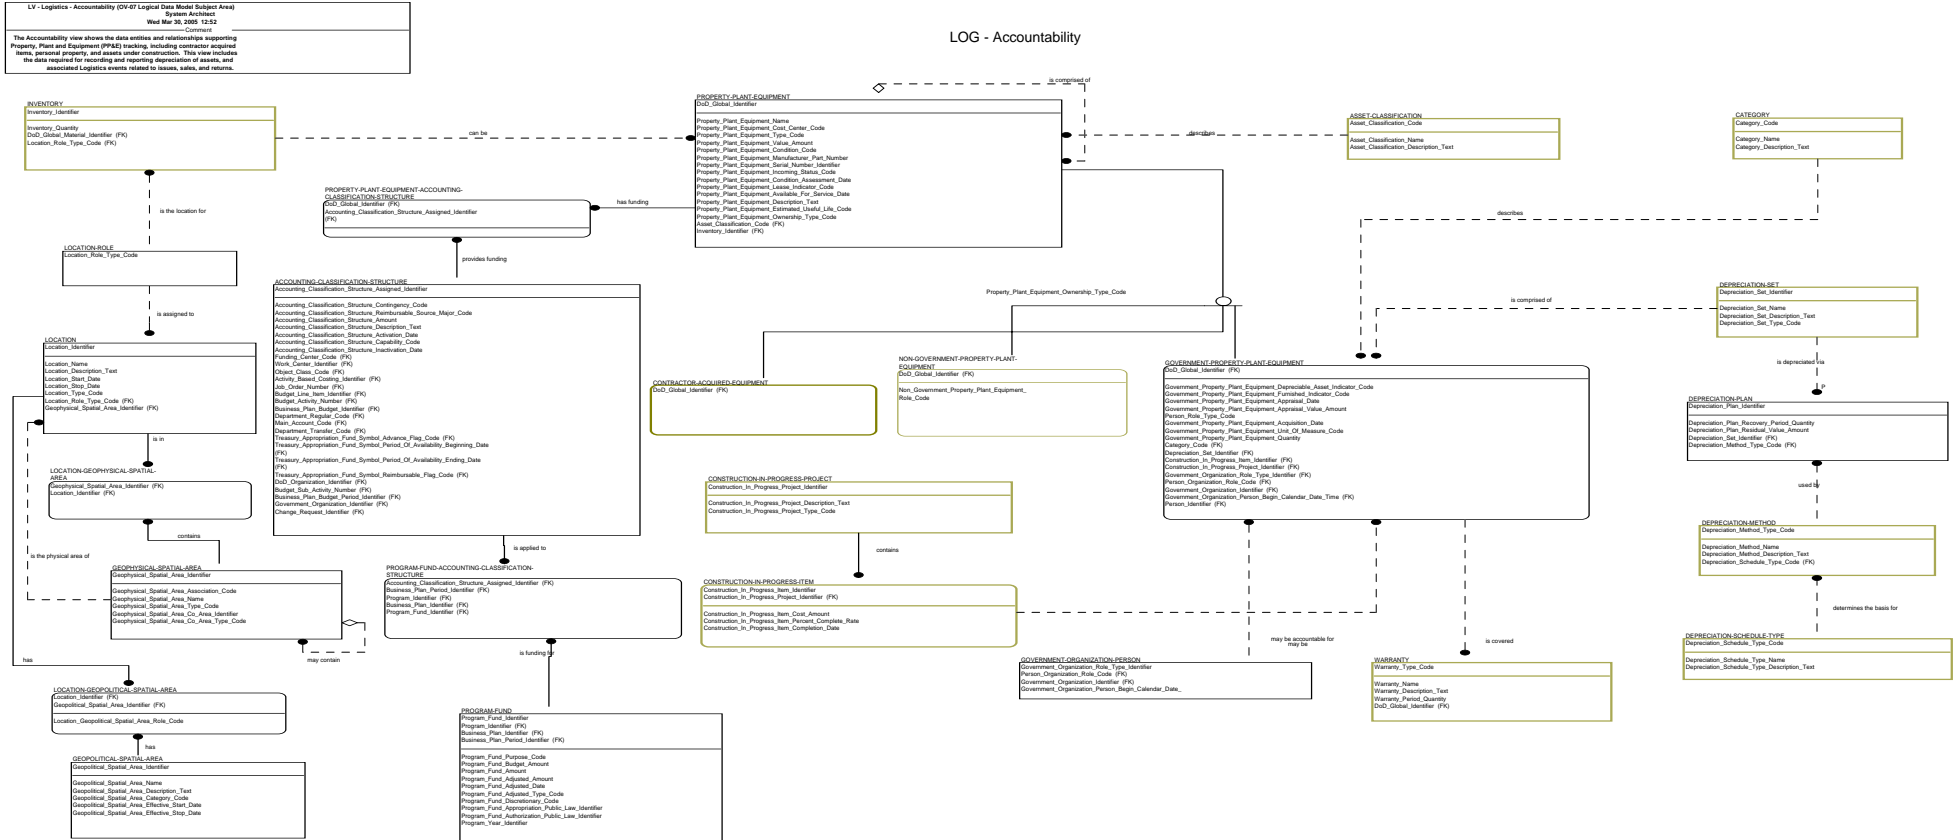 LV - Logistics - Accountability (OV-07 Logical Data Model Subject Area)
System Architect
Wed Mar 30, 2005 12:52
Comment
The Accountability view shows the data entities and relationships supporting
Property, Plant and Equipment (PP&E) tracking, including contractor acquired
items, personal property, and assets under construction. This view includes
the data required for recording and reporting depreciation of assets, and
associated Logistics events related to issues, sales, and returns.
LOG - Accountability
INVENTORY
Inventory_Identifier
Inventory_Quantity
DoD_Global_Material_Identifier (FK)
Location_Role_Type_Code (FK)
can be
is the location for
LOCATION-ROLE
Location_Role_Type_Code
is assigned to
LOCATION
Location_Identifier
Location_Name
Location_Description_Text
Location_Start_Date
Location_Stop_Date
Location_Type_Code
Location_Role_Type_Code (FK)
Geophysical_Spatial_Area_Identifier (FK)
is in
LOCATION-GEOPHYSICAL-SPATIAL-
AREA
Geophysical_Spatial_Area_Identifier (FK)
Location_Identifier (FK)
contains
is the physical area of
GEOPHYSICAL-SPATIAL-AREA
Geophysical_Spatial_Area_Identifier
Geophysical_Spatial_Area_Association_Code
Geophysical_Spatial_Area_Name
Geophysical_Spatial_Area_Type_Code
Geophysical_Spatial_Area_Co_Area_Identifier
Geophysical_Spatial_Area_Co_Area_Type_Code
may contain
has
LOCATION-GEOPOLITICAL-SPATIAL-AREA
Location_Identifier (FK)
Geopolitical_Spatial_Area_Identifier (FK)
Location_Geopolitical_Spatial_Area_Role_Code
has
GEOPOLITICAL-SPATIAL-AREA
Geopolitical_Spatial_Area_Identifier
Geopolitical_Spatial_Area_Name
Geopolitical_Spatial_Area_Description_Text
Geopolitical_Spatial_Area_Category_Code
Geopolitical_Spatial_Area_Effective_Start_Date
Geopolitical_Spatial_Area_Effective_Stop_Date
PROPERTY-PLANT-EQUIPMENT-ACCOUNTING-
CLASSIFICATION-STRUCTURE
DoD_Global_Identifier (FK)
Accounting_Classification_Structure_Assigned_Identifier
(FK)
has funding
provides funding
ACCOUNTING-CLASSIFICATION-STRUCTURE
Accounting_Classification_Structure_Assigned_Identifier
Accounting_Classification_Structure_Contingency_Code
Accounting_Classification_Structure_Reimbursable_Source_Major_Code
Accounting_Classification_Structure_Amount
Accounting_Classification_Structure_Description_Text
Accounting_Classification_Structure_Activation_Date
Accounting_Classification_Structure_Capability_Code
Accounting_Classification_Structure_Inactivation_Date
Funding_Center_Code (FK)
Work_Center_Identifier (FK)
Object_Class_Code (FK)
Activity_Based_Costing_Identifier (FK)
Job_Order_Number (FK)
Budget_Line_Item_Identifier (FK)
Budget_Activity_Number (FK)
Business_Plan_Budget_Identifier (FK)
Department_Regular_Code (FK)
Main_Account_Code (FK)
Department_Transfer_Code (FK)
Treasury_Appropriation_Fund_Symbol_Advance_Flag_Code (FK)
Treasury_Appropriation_Fund_Symbol_Period_Of_Availability_Beginning_Date
(FK)
Treasury_Appropriation_Fund_Symbol_Period_Of_Availability_Ending_Date
(FK)
Treasury_Appropriation_Fund_Symbol_Reimbursable_Flag_Code (FK)
DoD_Organization_Identifier (FK)
Budget_Sub_Activity_Number (FK)
Business_Plan_Budget_Period_Identifier (FK)
Government_Organization_Identifier (FK)
Change_Request_Identifier (FK)
is applied to
PROGRAM-FUND-ACCOUNTING-CLASSIFICATION-
STRUCTURE
Accounting_Classification_Structure_Assigned_Identifier (FK)
Business_Plan_Period_Identifier (FK)
Program_Identifier (FK)
Business_Plan_Identifier (FK)
Program_Fund_Identifier (FK)
is funding for
PROGRAM-FUND
Program_Fund_Identifier
Program_Identifier (FK)
Business_Plan_Identifier (FK)
Business_Plan_Period_Identifier (FK)
Program_Fund_Purpose_Code
Program_Fund_Budget_Amount
Program_Fund_Amount
Program_Fund_Adjusted_Amount
Program_Fund_Adjusted_Date
Program_Fund_Adjusted_Type_Code
Program_Fund_Discretionary_Code
Program_Fund_Appropriation_Public_Law_Identifier
Program_Fund_Authorization_Public_Law_Identifier
Program_Year_Identifier
PROPERTY-PLANT-EQUIPMENT
DoD_Global_Identifier
Property_Plant_Equipment_Name
Property_Plant_Equipment_Cost_Center_Code
Property_Plant_Equipment_Type_Code
Property_Plant_Equipment_Value_Amount
Property_Plant_Equipment_Condition_Code
Property_Plant_Equipment_Manufacturer_Part_Number
Property_Plant_Equipment_Serial_Number_Identifier
Property_Plant_Equipment_Incoming_Status_Code
Property_Plant_Equipment_Condition_Assessment_Date
Property_Plant_Equipment_Lease_Indicator_Code
Property_Plant_Equipment_Available_For_Service_Date
Property_Plant_Equipment_Description_Text
Property_Plant_Equipment_Estimated_Useful_Life_Code
Property_Plant_Equipment_Ownership_Type_Code
Asset_Classification_Code (FK)
Inventory_Identifier (FK)
is comprised of
describes
ASSET-CLASSIFICATION
Asset_Classification_Code
Asset_Classification_Name
Asset_Classification_Description_Text
CATEGORY
Category_Code
Category_Name
Category_Description_Text
describes
Property_Plant_Equipment_Ownership_Type_Code
CONTRACTOR-ACQUIRED-EQUIPMENT
DoD_Global_Identifier (FK)
NON-GOVERNMENT-PROPERTY-PLANT-
EQUIPMENT
DoD_Global_Identifier (FK)
Non_Government_Property_Plant_Equipment_
Role_Code
GOVERNMENT-PROPERTY-PLANT-EQUIPMENT
DoD_Global_Identifier (FK)
Government_Property_Plant_Equipment_Depreciable_Asset_Indicator_Code
Government_Property_Plant_Equipment_Furnished_Indicator_Code
Government_Property_Plant_Equipment_Appraisal_Date
Government_Property_Plant_Equipment_Appraisal_Value_Amount
Person_Role_Type_Code
Government_Property_Plant_Equipment_Acquisition_Date
Government_Property_Plant_Equipment_Unit_Of_Measure_Code
Government_Property_Plant_Equipment_Quantity
Category_Code (FK)
Depreciation_Set_Identifier (FK)
Construction_In_Progress_Item_Identifier (FK)
Construction_In_Progress_Project_Identifier (FK)
Government_Organization_Role_Type_Identifier (FK)
Person_Organization_Role_Code (FK)
Government_Organization_Identifier (FK)
Government_Organization_Person_Begin_Calendar_Date_Time (FK)
Person_Identifier (FK)
CONSTRUCTION-IN-PROGRESS-PROJECT
Construction_In_Progress_Project_Identifier
Construction_In_Progress_Project_Description_Text
Construction_In_Progress_Project_Type_Code
contains
CONSTRUCTION-IN-PROGRESS-ITEM
Construction_In_Progress_Item_Identifier
Construction_In_Progress_Project_Identifier (FK)
Construction_In_Progress_Item_Cost_Amount
Construction_In_Progress_Item_Percent_Complete_Rate
Construction_In_Progress_Item_Completion_Date
may be accountable for
may be
GOVERNMENT-ORGANIZATION-PERSON
Government_Organization_Role_Type_Identifier
Person_Organization_Role_Code (FK)
Government_Organization_Identifier (FK)
Government_Organization_Person_Begin_Calendar_Date_
is covered
WARRANTY
Warranty_Type_Code
Warranty_Name
Warranty_Description_Text
Warranty_Period_Quantity
DoD_Global_Identifier (FK)
is comprised of
DEPRECIATION-SET
Depreciation_Set_Identifier
Depreciation_Set_Name
Depreciation_Set_Description_Text
Depreciation_Set_Type_Code
is depreciated via
P
DEPRECIATION-PLAN
Depreciation_Plan_Identifier
Depreciation_Plan_Recovery_Period_Quantity
Depreciation_Plan_Residual_Value_Amount
Depreciation_Set_Identifier (FK)
Depreciation_Method_Type_Code (FK)
used by
DEPRECIATION-METHOD
Depreciation_Method_Type_Code
Depreciation_Method_Name
Depreciation_Method_Description_Text
Depreciation_Schedule_Type_Code (FK)
determines the basis for
DEPRECIATION-SCHEDULE-TYPE
Depreciation_Schedule_Type_Code
Depreciation_Schedule_Type_Name
Depreciation_Schedule_Type_Description_Text